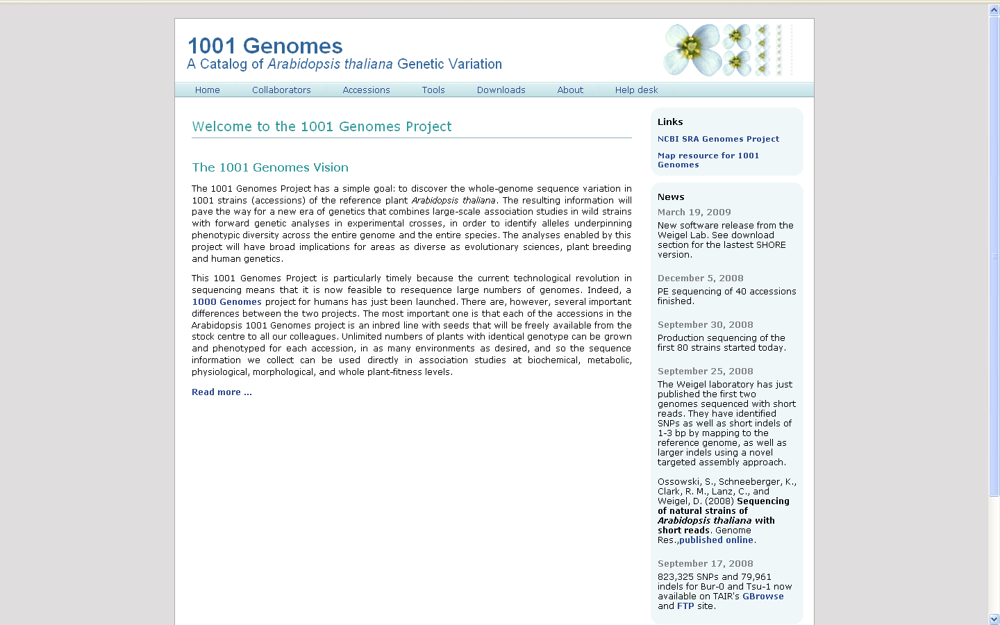 1001 Genomes
A Catalog of Arabidopsis thaliana Genetic Variation
Home Collaborators Accessions Tools Downloads About Help desk
Welcome to the 1001 Genomes Project
The 1001 Genomes Vision
The 1001 Genomes Project has a simple goal: to discover the whole-genome sequence variation in
1001 strains (accessions) of the reference plant Arabidopsis thaliana. The resulting information will
pave the way for a new era of genetics that combines large-scale association studies in wild strains
with forward genetic analyses in experimental crosses, in order to identify alleles underpinning
phenotypic diversity across the entire genome and the entire species. The analyses enabled by this
project will have broad implications for areas as diverse as evolutionary sciences, plant breeding
and human genetics.
This 1001 Genomes Project is particularly timely because the current technological revolution in
sequencing means that it is now feasible to resequence large numbers of genomes. Indeed, a
1000 Genomes project for humans has just been launched. There are, however, several important
differences between the two projects. The most important one is that each of the accessions in the
Arabidopsis 1001 Genomes project is an inbred line with seeds that will be freely available from the
stock centre to all our colleagues. Unlimited numbers of plants with identical genotype can be grown
and phenotyped for each accession, in as many environments as desired, and so the sequence
information we collect can be used directly in association studies at biochemical, metabolic,
physiological, morphological, and whole plant-fitness levels.
Read more ...
Links
NCBI SRA Genomes Project
Map resource for 1001
Genomes
News
March 19, 2009
New software release from the
Weigel Lab. See download
section for the lastest SHORE
version.
December 5, 2008
PE sequencing of 40 accessions
finished.
September 30, 2008
Production sequencing of the
first 80 strains started today.
September 25, 2008
The Weigel laboratory has just
published the first two
genomes sequenced with short
reads. They have identified
SNPs as well as short indels of
1-3 bp by mapping to the
reference genome, as well as
larger indels using a novel
targeted assembly approach.
Ossowski, S., Schneeberger, K.,
Clark, R. M., Lanz, C., and
Weigel, D. (2008) Sequencing
of natural strains of
Arabidopsis thaliana with
short reads. Genome
Res.,published online.
September 17, 2008
823,325 SNPs and 79,961
indels for Bur-0 and Tsu-1 now
available on TAIR's GBrowse
and FTP site.